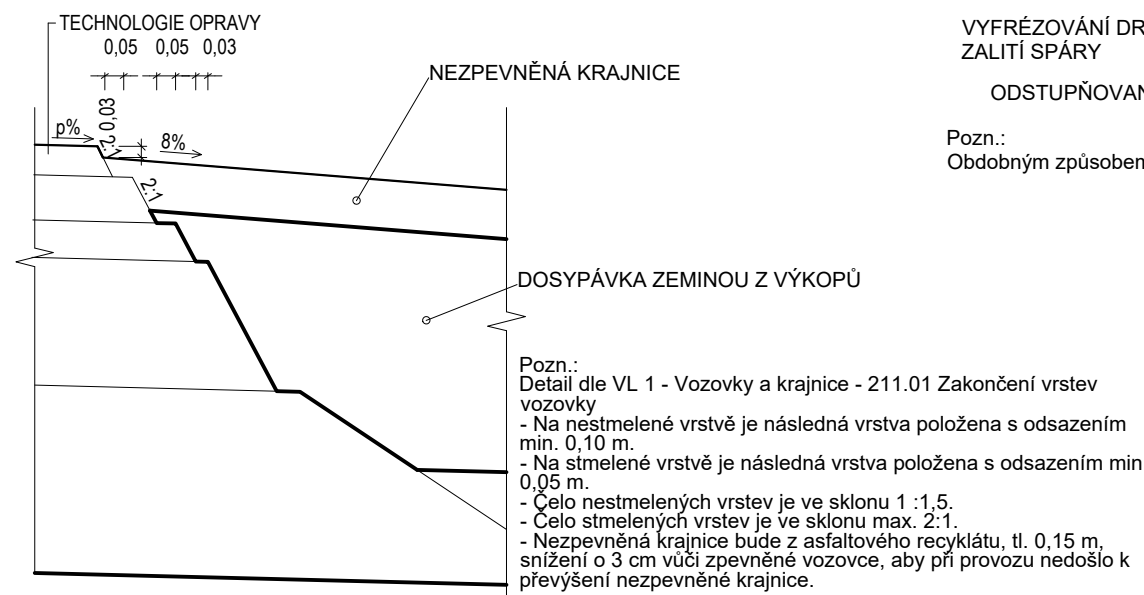 TECHNOLOGIE OPRAVY
0,05 0,05 0,03
NEZPEVNĚNÁ KRAJNICE
p%
0,03
2:1
8%
2:1
DOSYPÁVKA ZEMINOU Z VÝKOPŮ
VYFRÉZOVÁNÍ DR
ZALITÍ SPÁRY
ODSTUPŇOVAN
Pozn.:
Obdobným způsobem
Pozn.:
Detail dle VL 1 - Vozovky a krajnice - 211.01 Zakončení vrstev
vozovky
- Na nestmelené vrstvě je následná vrstva položena s odsazením
min. 0,10 m.
- Na stmelené vrstvě je následná vrstva položena s odsazením min
0,05 m.
- Čelo nestmelených vrstev je ve sklonu 1 :1,5.
- Čelo stmelených vrstev je ve sklonu max. 2:1.
- Nezpevněná krajnice bude z asfaltového recyklátu, tl. 0,15 m,
snížení o 3 cm vůči zpevněné vozovce, aby při provozu nedošlo k
převýšení nezpevněné krajnice.